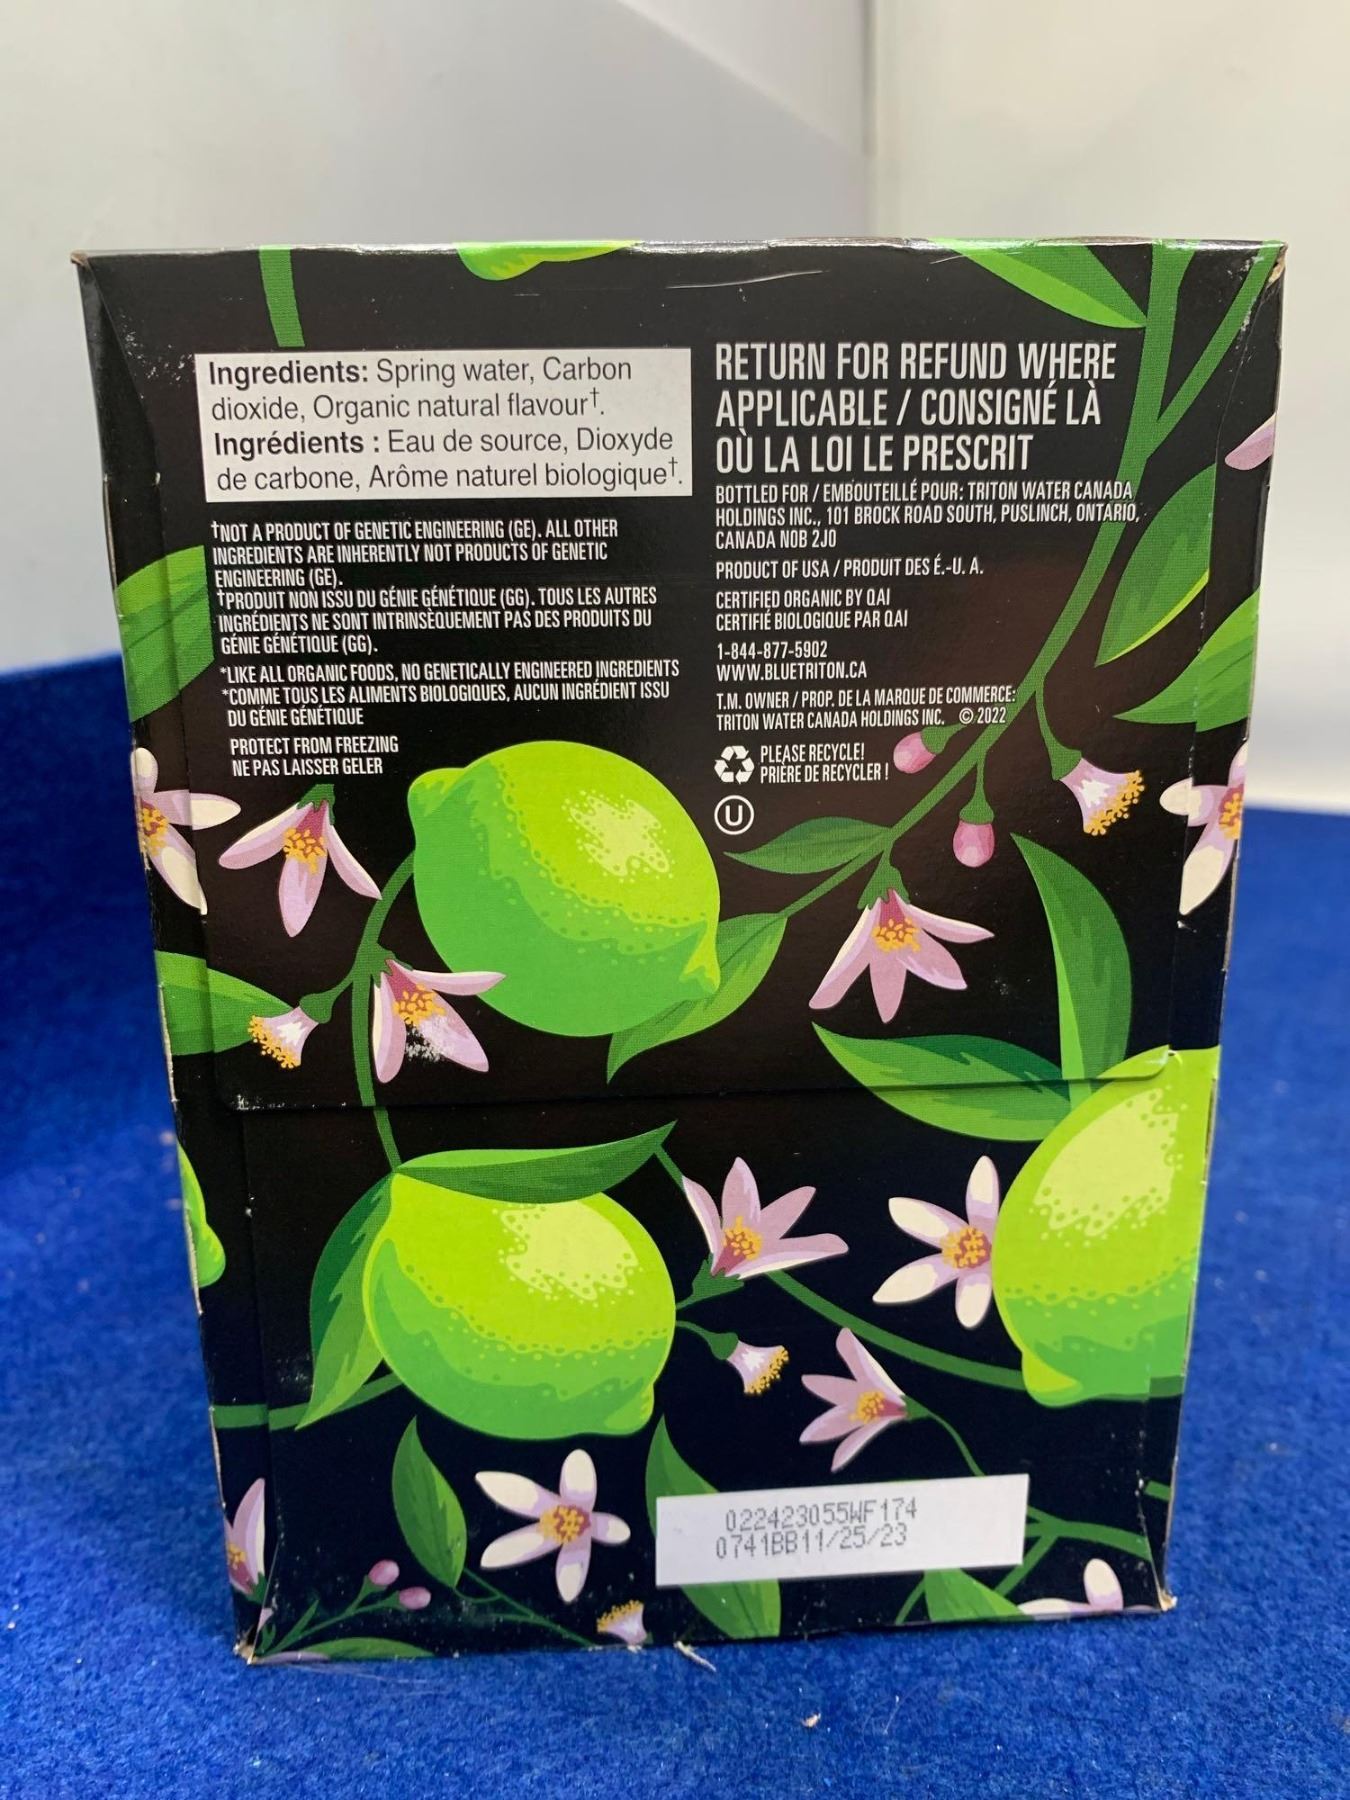 Ingredients: Spring water, Carbon
dioxide, Organic natural flavour†.
Ingrédients : Eau de source, Dioxyde
de carbone, Arôme naturel biologique†.
†NOT A PRODUCT OF GENETIC ENGINEERING (GE). ALL OTHER
INGREDIENTS ARE INHERENTLY NOT PRODUCTS OF GENETIC
ENGINEERING (GE).
†PRODUIT NON ISSU DU GÉNIE GÉNÉTIQUE (GG). TOUS LES AUTRES
INGRÉDIENTS NE SONT INTRINSÈQUEMENT PAS DES PRODUITS DU
GÉNIE GÉNÉTIQUE (GG).
*LIKE ALL ORGANIC FOODS, NO GENETICALLY ENGINEERED INGREDIENTS
*COMME TOUS LES ALIMENTS BIOLOGIQUES, AUCUN INGRÉDIENT ISSU
DU GÉNIE GÉNÉTIQUE
PROTECT FROM FREEZING
NE PAS LAISSER GELER
RETURN FOR REFUND WHERE
APPLICABLE / CONSIGNÉ LÀ
OÙ LA LOI LE PRESCRIT
BOTTLED FOR / EMBOUTEILLÉ POUR: TRITON WATER CANADA
HOLDINGS INC., 101 BROCK ROAD SOUTH, PUSLINCH, ONTARIO,
CANADA N0B 2J0
PRODUCT OF USA / PRODUIT DES É.-U. A.
CERTIFIED ORGANIC BY QAI
CERTIFIÉ BIOLOGIQUE PAR QAI
1-844-877-5902
WWW.BLUETRITON.CA
T.M. OWNER / PROP. DE LA MARQUE DE COMMERCE:
TRITON WATER CANADA HOLDINGS INC. © 2022
PLEASE RECYCLE!
PRIÈRE DE RECYCLER !
U
022423055WF174
0741BB11/25/23